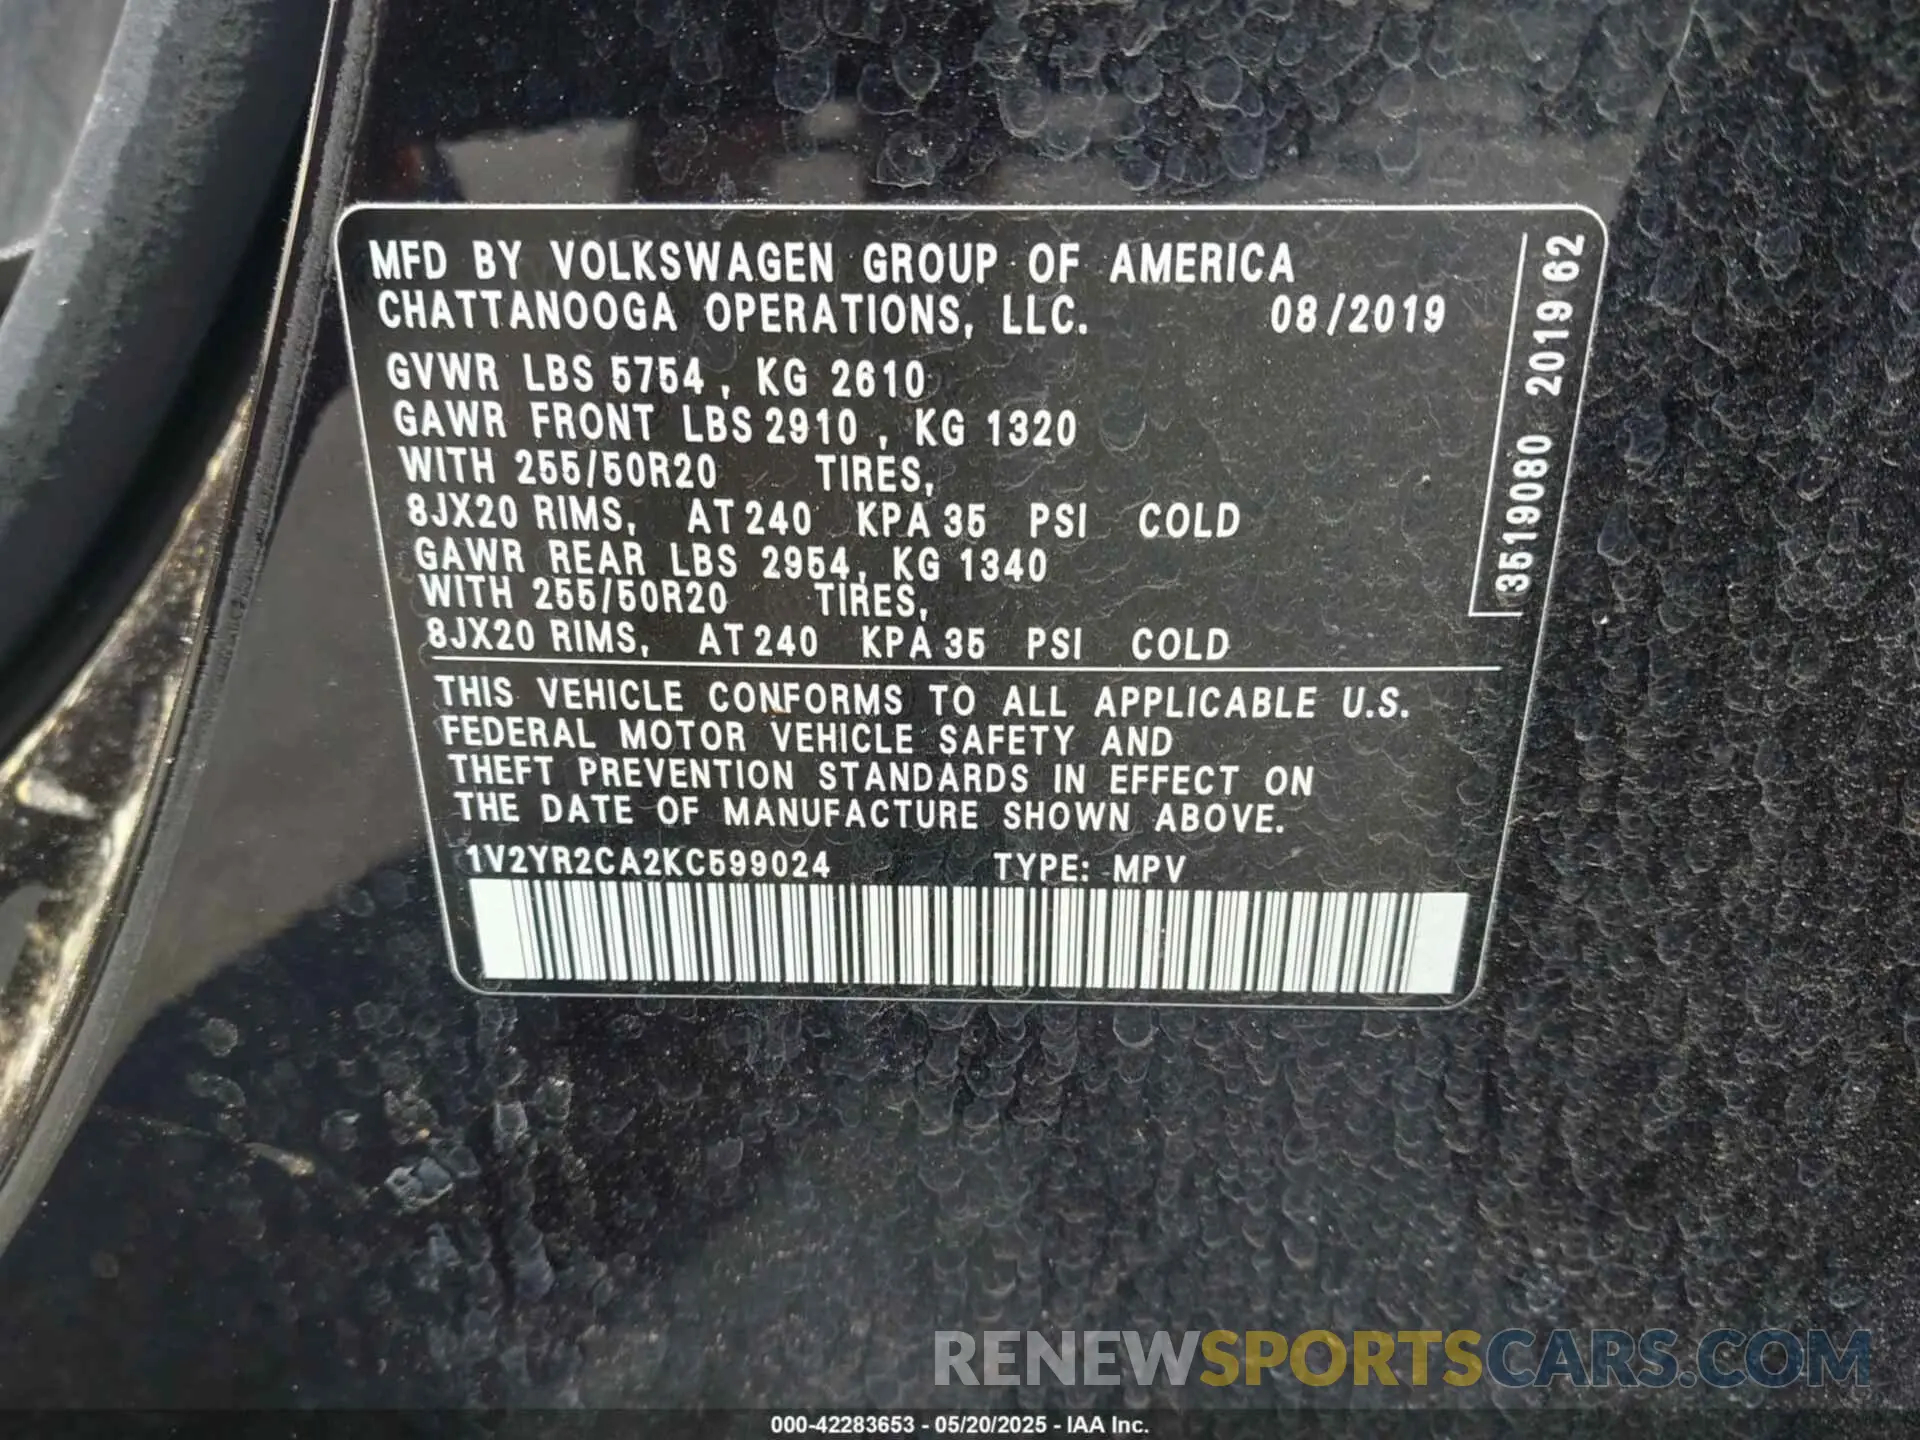 MFD BY VOLKSWAGEN GROUP OF AMERICA
CHATTANOOGA OPERATIONS, LLC. 08/2019
GVWR LBS 5754, KG 2610
GAWR FRONT LBS 2910, KG 1320
WITH 255/50R20 TIRES,
8JX20 RIMS, AT 240 KPA 35 PSI COLD
GAWR REAR LBS 2954, KG 1340
WITH 255/50R20 TIRES,
8JX20 RIMS, AT 240 KPA 35 PSI COLD
THIS VEHICLE CONFORMS TO ALL APPLICABLE U.S.
FEDERAL MOTOR VEHICLE SAFETY AND
THEFT PREVENTION STANDARDS IN EFFECT ON
THE DATE OF MANUFACTURE SHOWN ABOVE.
1V2YR2CA2KC599024 TYPE: MPV
3519080 2019 62
RENEWSPORTSCARS.COM
000-42283653 - 05/20/2025 - IAA Inc.